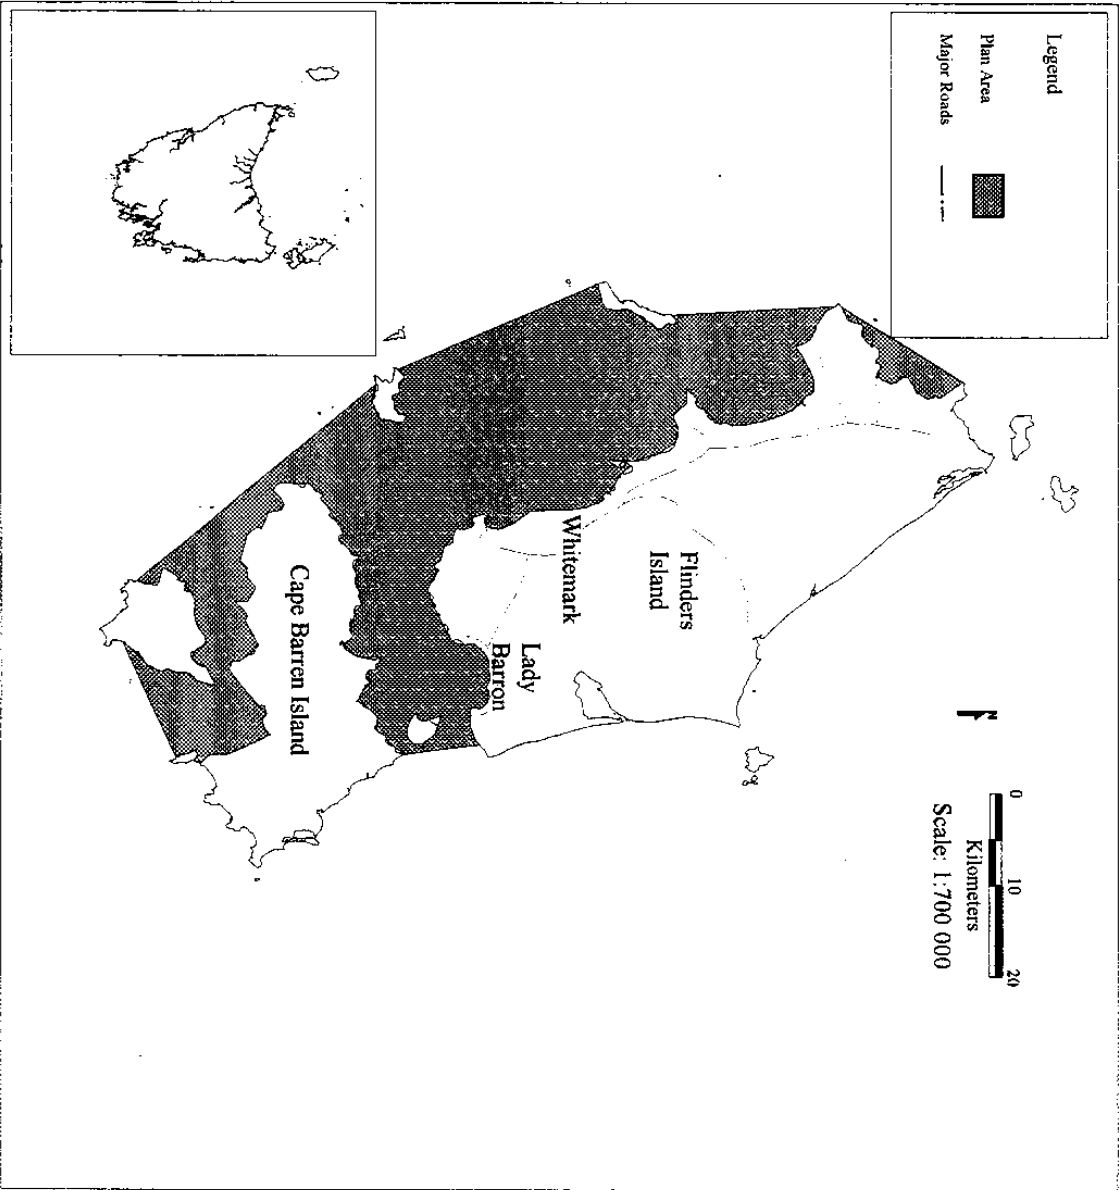 Legend
Plan Area
Major Roads
N
0 10 20
Kilometers
Scale: 1:700 000
Flinders
Island
Whitemark
Lady
Barron
Cape Barren Island